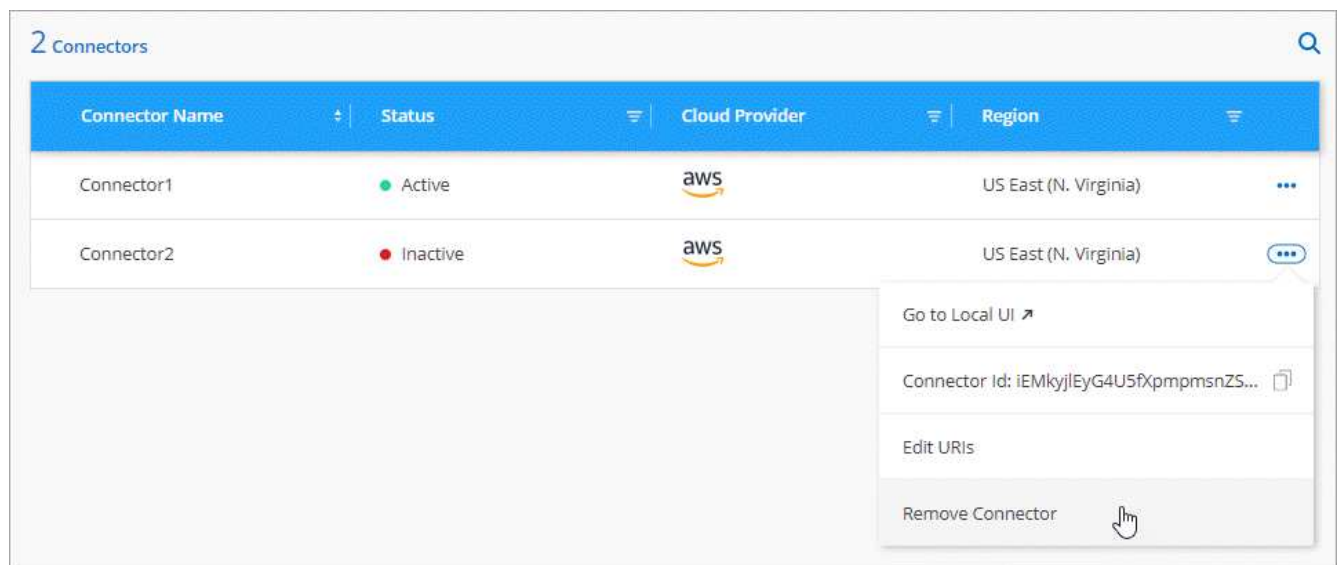 2 Connectors
Connector Name Status Cloud Provider Region
Connector1 Active aws US East (N. Virginia)
Connector2 Inactive aws US East (N. Virginia)
Go to Local UI
Connector Id: iEMkyjlEyG4U5fXpmpmsnZS...
Edit URIs
Remove Connector